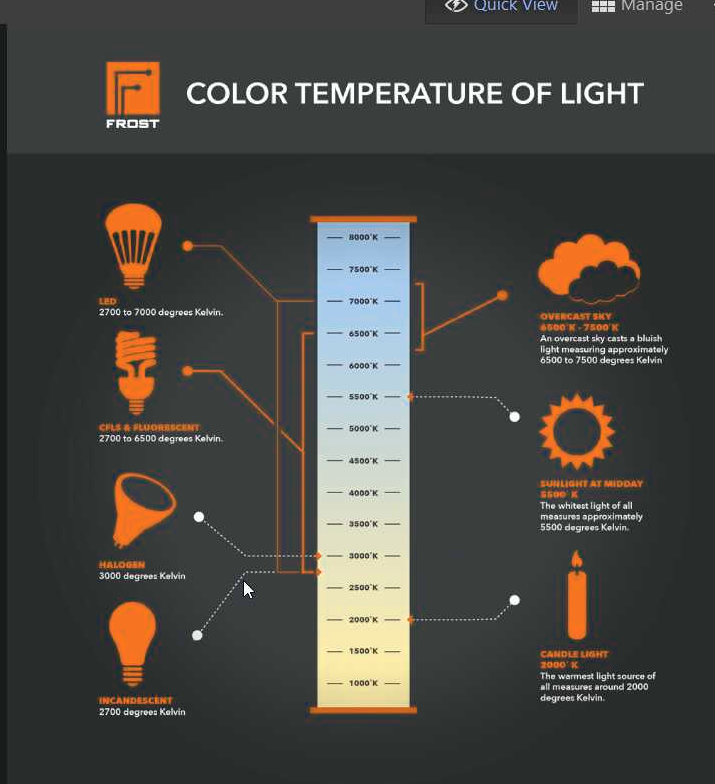 Quick View
Manage
FROST
COLOR TEMPERATURE OF LIGHT
LED
2700 to 7000 degrees Kelvin.
CFLS & FLUORESCENT
2700 to 6500 degrees Kelvin.
HALOGEN
3000 degrees Kelvin
INCANDESCENT
2700 degrees Kelvin
8000°K
7500°K
7000°K
6500°K
6000°K
5500°K
5000°K
4500°K
4000°K
3500°K
3000°K
2500°K
2000°K
1500°K
1000°K
OVERCAST SKY
6500°K - 7500°K
An overcast sky casts a bluish
light measuring approximately
6500 to 7500 degrees Kelvin
SUNLIGHT AT MIDDAY
5500° K
The whitest light of all
measures approximately
5500 degrees Kelvin.
CANDLE LIGHT
2000° K
The warmest light source of
all measures around 2000
degrees Kelvin.